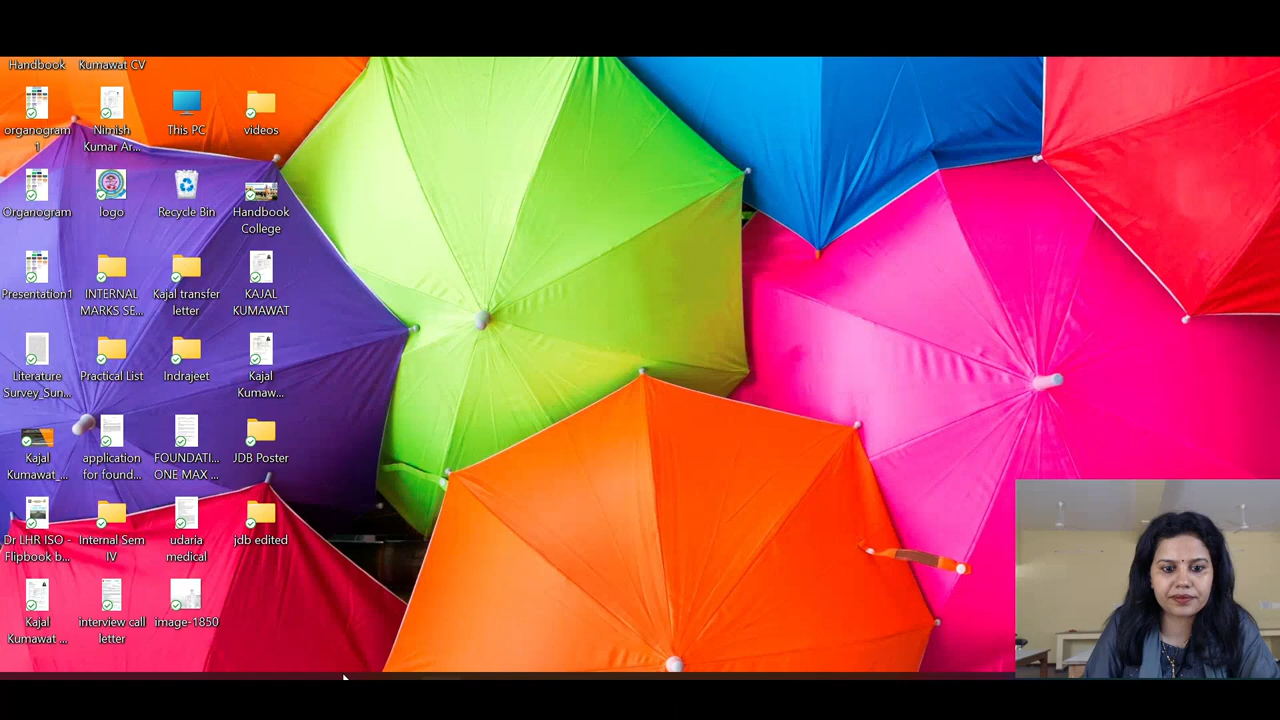 Handbook
Kumawat CV
organogram
1
Nimish
Kumar Ar...
This PC
videos
Organogram
logo
Recycle Bin
Handbook
College
Presentation1
INTERNAL
MARKS SE...
Kajal transfer
letter
KAJAL
KUMAWAT
Literature
Survey_Sun...
Practical List
Indrajeet
Kajal
Kumaw...
Kajal
Kumawat_...
application
for found...
FOUNDATI...
ONE MAX ...
JDB Poster
Dr LHR ISO -
Flipbook b...
Internal Sem
IV
udaria
medical
jdb edited
Kajal
Kumawat ...
interview call
letter
image-1850